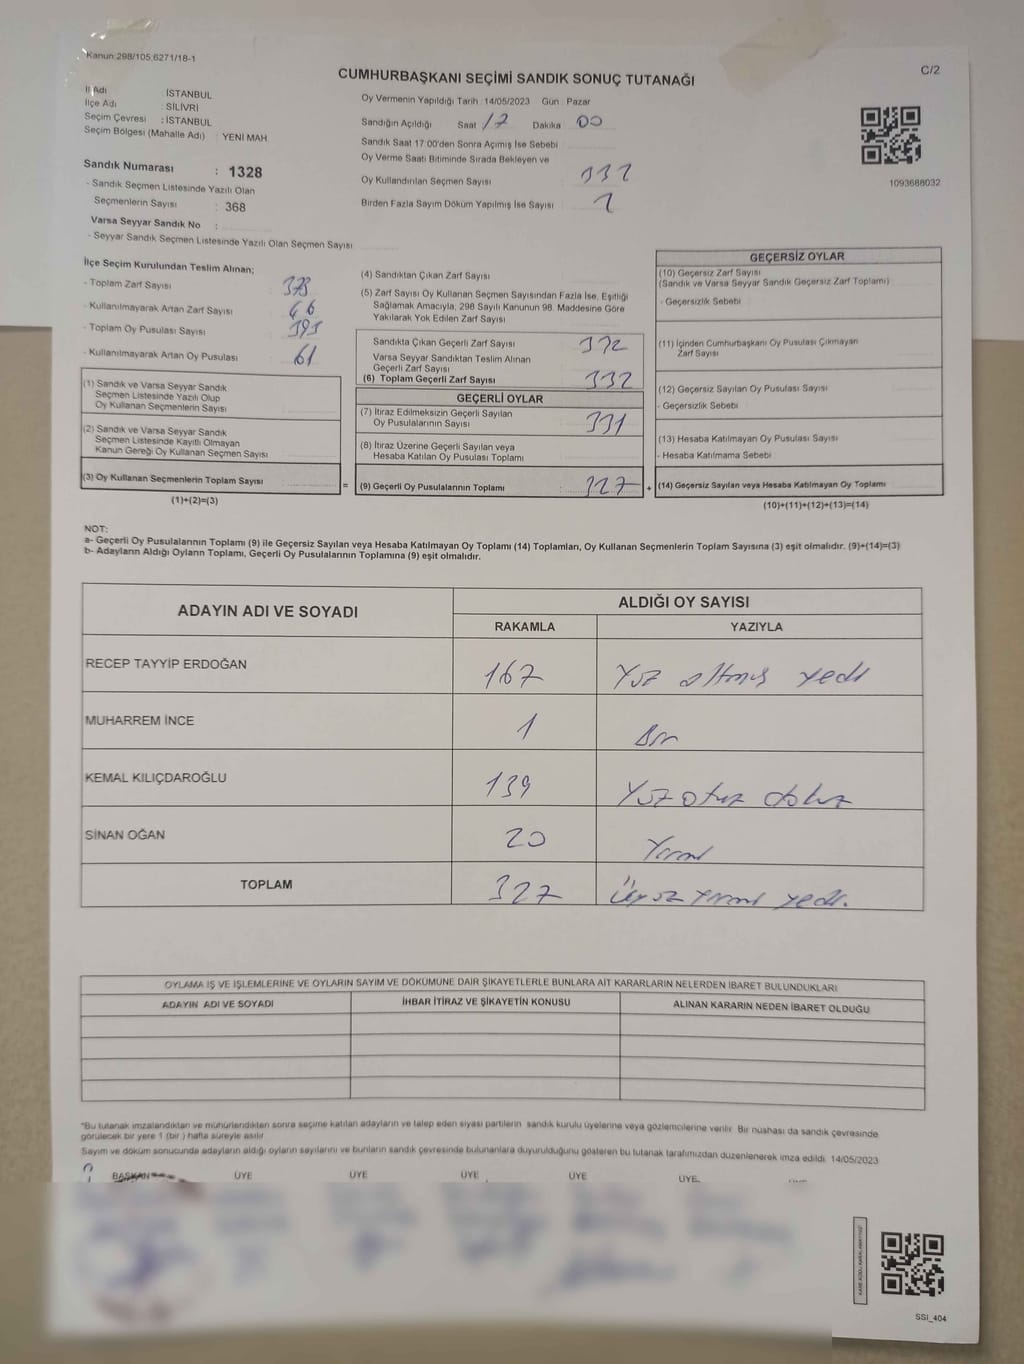 Kanun:298/105,6271/18-1
C/2
CUMHURBAŞKANI SEÇİMİ SANDIK SONUÇ TUTANAĞI
İl Adı : İSTANBUL
İlçe Adı : SİLİVRİ
Seçim Çevresi : İSTANBUL
Seçim Bölgesi (Mahalle Adı) : YENİ MAH.
Sandık Numarası : 1328
- Sandık Seçmen Listesinde Yazılı Olan
Seçmenlerin Sayısı : 368
Varsa Seyyar Sandık No :
- Seyyar Sandık Seçmen Listesinde Yazılı Olan Seçmen Sayısı
Oy Vermenin Yapıldığı Tarih : 14/05/2023 Gün : Pazar
Sandığın Açıldığı Saat 17 Dakika 00
Sandık Saat 17:00'den Sonra Açımış İse Sebebi
Oy Verme Saati Bitiminde Sırada Bekleyen ve
Oy Kullandırılan Seçmen Sayısı
Birden Fazla Sayım Döküm Yapılmış İse Sayısı
1093688032
İlçe Seçim Kurulundan Teslim Alınan;
- Toplam Zarf Sayısı
- Kullanılmayarak Artan Zarf Sayısı
- Toplam Oy Pusulası Sayısı
- Kullanılmayarak Artan Oy Pusulası 61
(1) Sandık ve Varsa Seyyar Sandık
Seçmen Listesinde Yazılı Olup
Oy Kullanan Seçmenlerin Sayısı
(2) Sandık ve Varsa Seyyar Sandık
Seçmen Listesinde Kayıtlı Olmayan
Kanun Gereği Oy Kullanan Seçmen Sayısı
(3) Oy Kullanan Seçmenlerin Toplam Sayısı
(1)+(2)=(3)
=
(4) Sandıktan Çıkan Zarf Sayısı
(5) Zarf Sayısı Oy Kullanan Seçmen Sayısından Fazla İse, Eşitliği
Sağlamak Amacıyla, 298 Sayılı Kanunun 98. Maddesine Göre
Yakılarak Yok Edilen Zarf Sayısı
Sandıkta Çıkan Geçerli Zarf Sayısı 332
Varsa Seyyar Sandıktan Teslim Alınan
Geçerli Zarf Sayısı
(6) Toplam Geçerli Zarf Sayısı 332
GEÇERLİ OYLAR
(7) İtiraz Edilmeksizin Geçerli Sayılan
Oy Pusulalarının Sayısı 331
(8) İtiraz Üzerine Geçerli Sayılan veya
Hesaba Katılan Oy Pusulası Toplamı
(9) Geçerli Oy Pusulalarının Toplamı : 327
+
GEÇERSİZ OYLAR
(10) Geçersiz Zarf Sayısı
(Sandık ve Varsa Seyyar Sandık Geçersiz Zarf Toplamı)
- Geçersizlik Sebebi
(11) İçinden Cumhurbaşkanı Oy Pusulası Çıkmayan
Zarf Sayısı
(12) Geçersiz Sayılan Oy Pusulası Sayısı
- Geçersizlik Sebebi
(13) Hesaba Katılmayan Oy Pusulası Sayısı
- Hesaba Katılmama Sebebi
(14) Geçersiz Sayılan veya Hesaba Katılmayan Oy Toplamı
(10)+(11)+(12)+(13)=(14)
NOT:
a- Geçerli Oy Pusulalarının Toplamı (9) ile Geçersiz Sayılan veya Hesaba Katılmayan Oy Toplamı (14) Toplamları, Oy Kullanan Seçmenlerin Toplam Sayısına (3) eşit olmalıdır. (9)+(14)=(3)
b- Adayların Aldığı Oyların Toplamı, Geçerli Oy Pusulalarının Toplamına (9) eşit olmalıdır.
ADAYIN ADI VE SOYADI ALDIĞI OY SAYISI
RAKAMLA YAZIYLA
RECEP TAYYİP ERDOĞAN 167 Yüz altmış yedi
MUHARREM İNCE 1 Bir
KEMAL KILIÇDAROĞLU 139 Yüz otuz dokuz
SİNAN OĞAN 20 Yirmi
TOPLAM 327 Üçyüz yirmi yedi.
OYLAMA İŞ VE İŞLEMLERİNE VE OYLARIN SAYIM VE DÖKÜMÜNE DAİR ŞİKAYETLERLE BUNLARA AİT KARARLARIN NELERDEN İBARET BULUNDUKLARI
ADAYIN ADI VE SOYADI İHBAR İTİRAZ VE ŞİKAYETİN KONUSU ALINAN KARARIN NEDEN İBARET OLDUĞU
"Bu tutanak imzalandıktan ve mühürlendikten sonra seçime katılan adayların ve talep eden siyasi partilerin sandık kurulu üyelerine veya gözlemcilerine verilir. Bir nüshası da sandık çevresinde
görülecek bir yere 1 (bir) hafta süreyle asılır.
Sayım ve döküm sonucunda adayların aldığı oyların sayılarını ve bunların sandık çevresinde bulunanlara duyurulduğunu gösteren bu tutanak tarafımızdan düzenlenerek imza edildi. 14/05/2023
BAŞKAN ÜYE ÜYE ÜYE ÜYE ÜYE
SSI_404